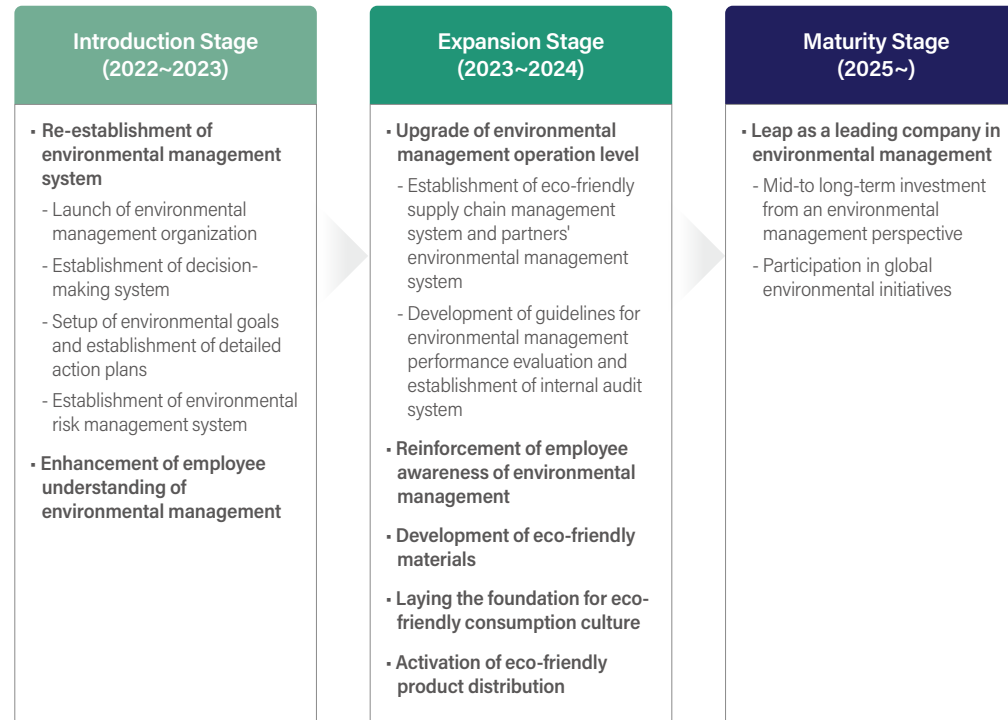 Introduction Stage
(2022~2023)
▪ Re-establishment of
environmental management
system
- Launch of environmental
management organization
- Establishment of decision-
making system
- Setup of environmental goals
and establishment of detailed
action plans
- Establishment of environmental
risk management system
▪ Enhancement of employee
understanding of
environmental management
Expansion Stage
(2023~2024)
▪ Upgrade of environmental
management operation level
- Establishment of eco-friendly
supply chain management
system and partners'
environmental management
system
- Development of guidelines for
environmental management
performance evaluation and
establishment of internal audit
system
▪ Reinforcement of employee
awareness of environmental
management
▪ Development of eco-friendly
materials
▪ Laying the foundation for eco-
friendly consumption culture
▪ Activation of eco-friendly
product distribution
Maturity Stage
(2025~)
▪ Leap as a leading company in
environmental management
- Mid-to long-term investment
from an environmental
management perspective
- Participation in global
environmental initiatives